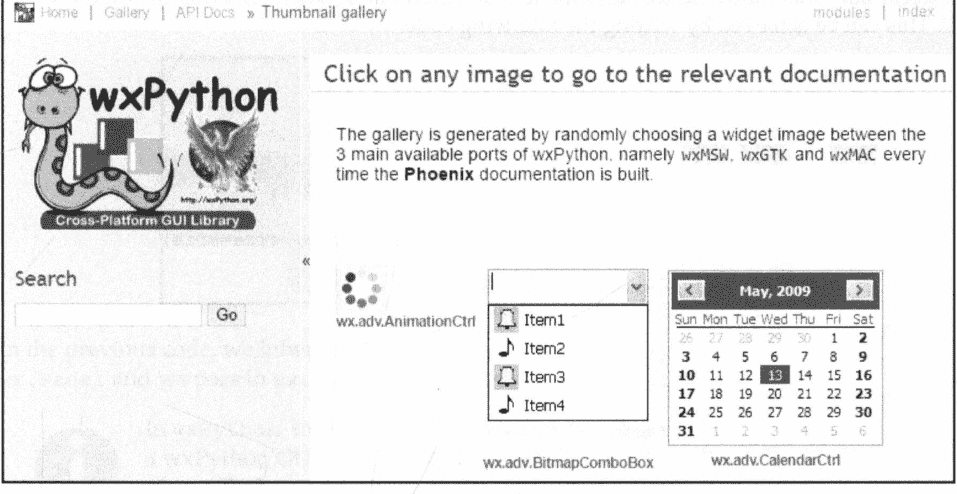 Home | Gallery | API Docs » Thumbnail gallery
modules | index
wxPython
http://wxPython.org/
Cross-Platform GUI Library
Search
Go
«
Click on any image to go to the relevant documentation
The gallery is generated by randomly choosing a widget image between the
3 main available ports of wxPython, namely wxMSW, wxGTK and wxMAC every
time the Phoenix documentation is built.
wx.adv.AnimationCtrl
Item1
Item2
Item3
Item4
wx.adv.BitmapComboBox
< May, 2009 >
Sun Mon Tue Wed Thu Fri Sat
26 27 28 29 30 1 2
3 4 5 6 7 8 9
10 11 12 13 14 15 16
17 18 19 20 21 22 23
24 25 26 27 28 29 30
31 1 2 3 4 5 6
wx.adv.CalendarCtrl